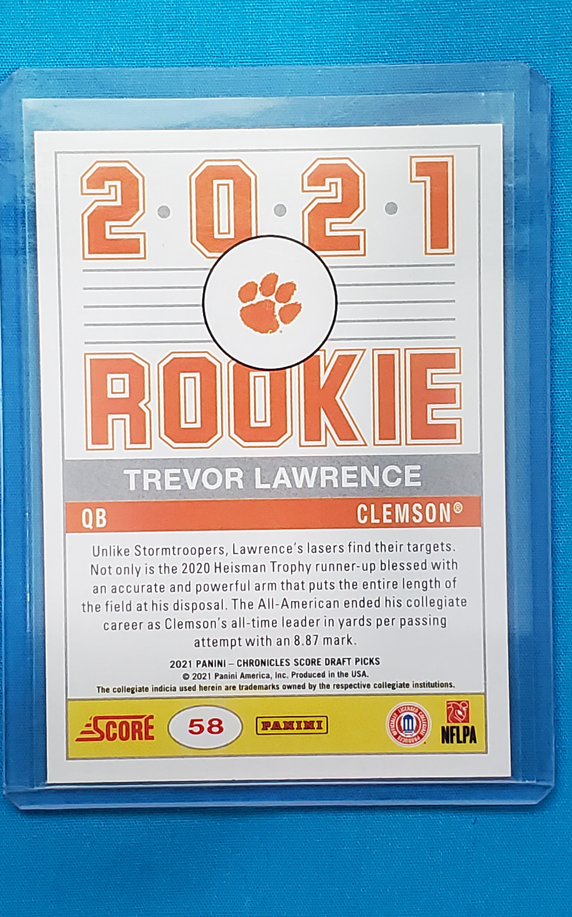 2·0·2·1
ROOKIE
TREVOR LAWRENCE
QB CLEMSON®
Unlike Stormtroopers, Lawrence's lasers find their targets.
Not only is the 2020 Heisman Trophy runner-up blessed with
an accurate and powerful arm that puts the entire length of
the field at his disposal. The All-American ended his collegiate
career as Clemson's all-time leader in yards per passing
attempt with an 8.87 mark.
2021 PANINI – CHRONICLES SCORE DRAFT PICKS
© 2021 Panini America, Inc. Produced in the USA.
The collegiate indicia used herein are trademarks owned by the respective collegiate institutions.
SCORE 58 PANINI NFLPA